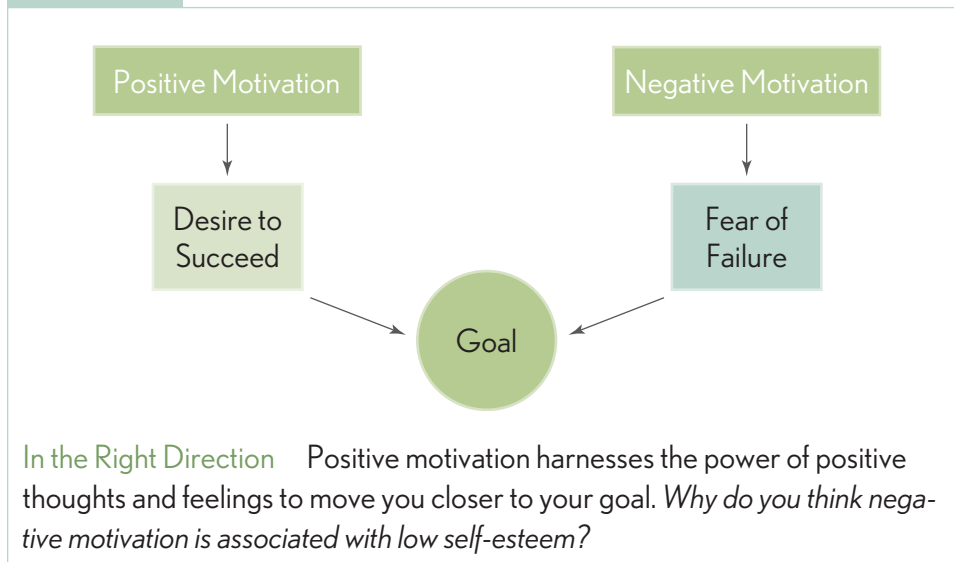 Positive Motivation
Negative Motivation
Desire to
Succeed
Fear of
Failure
Goal
In the Right Direction Positive motivation harnesses the power of positive
thoughts and feelings to move you closer to your goal. Why do you think nega-
tive motivation is associated with low self-esteem?